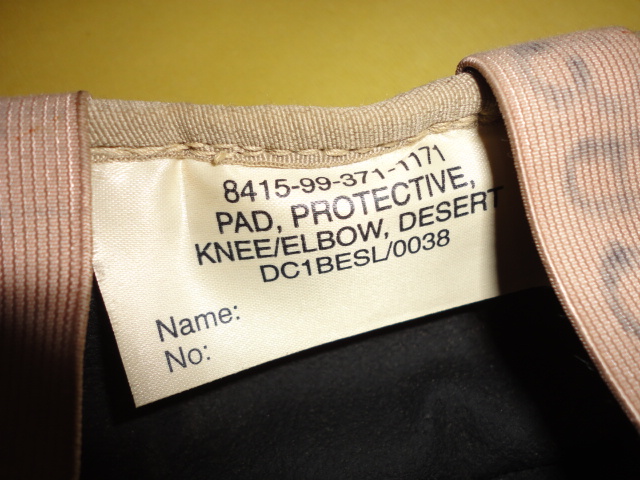 8415-99-371-1171
PAD, PROTECTIVE,
KNEE/ELBOW, DESERT
DC1BESL/0038
Name:
No: